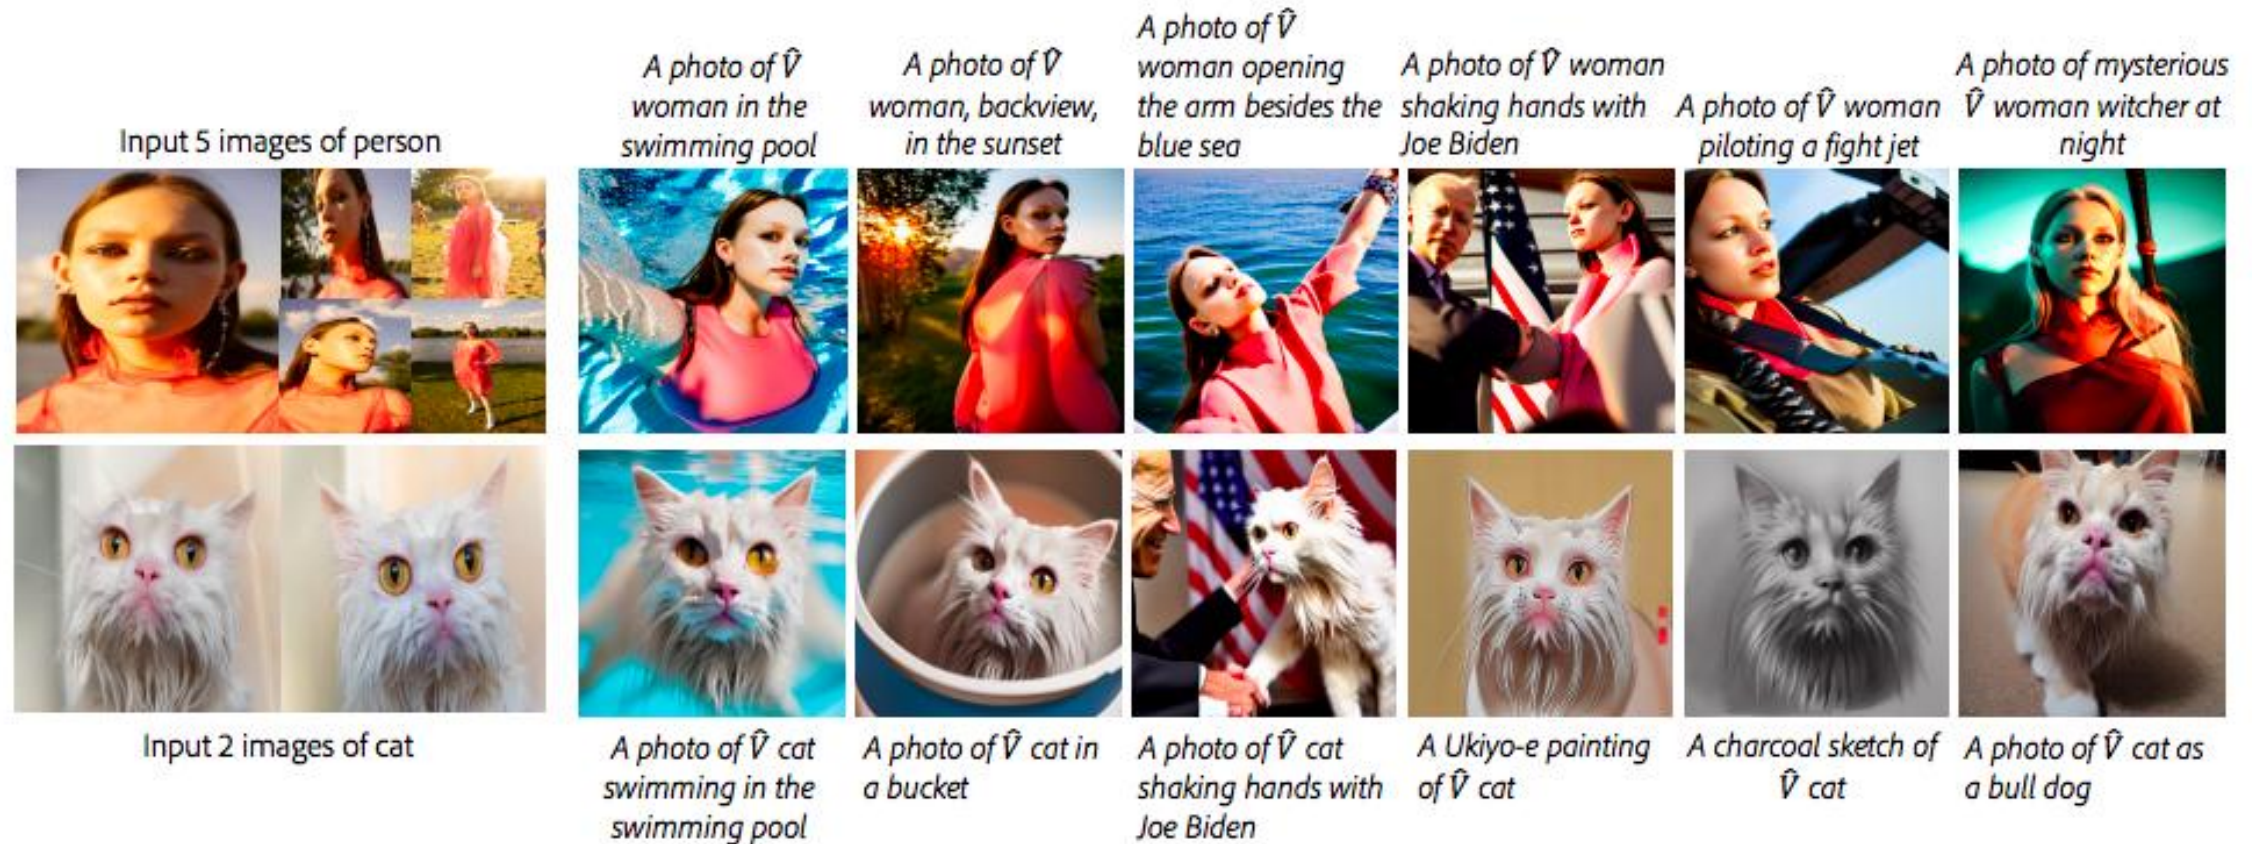 Input 5 images of person
A photo of V̂
woman in the
swimming pool
A photo of V̂
woman, backview,
in the sunset
A photo of V̂
woman opening
the arm besides the
blue sea
A photo of V̂ woman
shaking hands with
Joe Biden
A photo of V̂ woman
piloting a fight jet
A photo of mysterious
V̂ woman witcher at
night
Input 2 images of cat
A photo of V̂ cat
swimming in the
swimming pool
A photo of V̂ cat in
a bucket
A photo of V̂ cat
shaking hands with
Joe Biden
A Ukiyo-e painting
of V̂ cat
A charcoal sketch of
V̂ cat
A photo of V̂ cat as
a bull dog